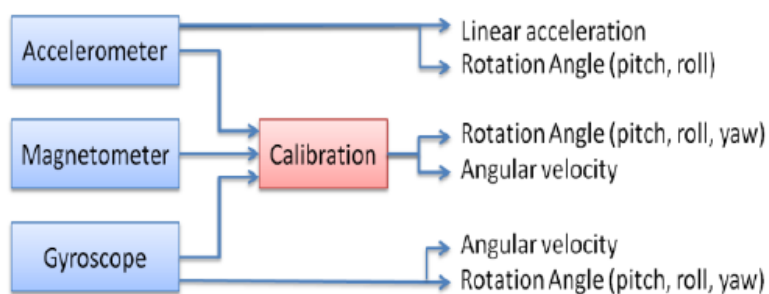 Accelerometer
Linear acceleration
Rotation Angle (pitch, roll)
Magnetometer
Calibration
Rotation Angle (pitch, roll, yaw)
Angular velocity
Gyroscope
Angular velocity
Rotation Angle (pitch, roll, yaw)